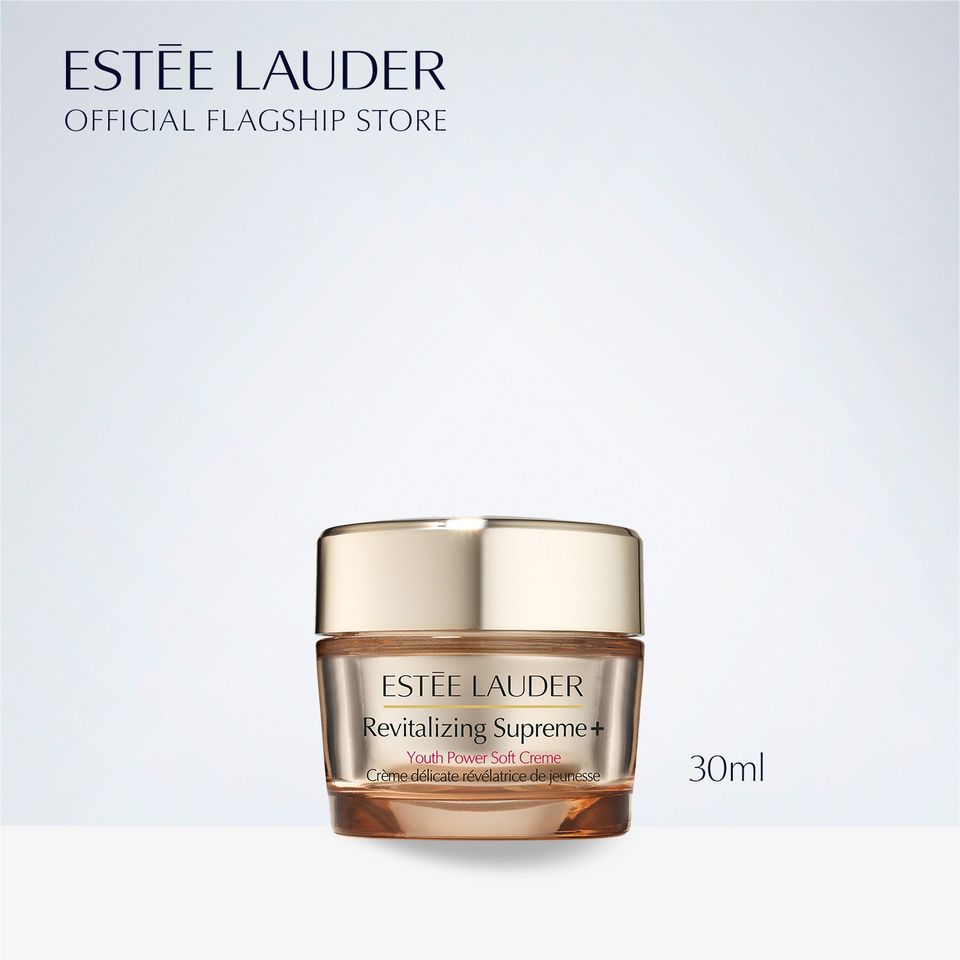 ESTĒE LAUDER
OFFICIAL FLAGSHIP STORE
ESTĒE LAUDER
Revitalizing Supreme+
Youth Power Soft Creme
Crème délicate révélatrice de jeunesse
30ml